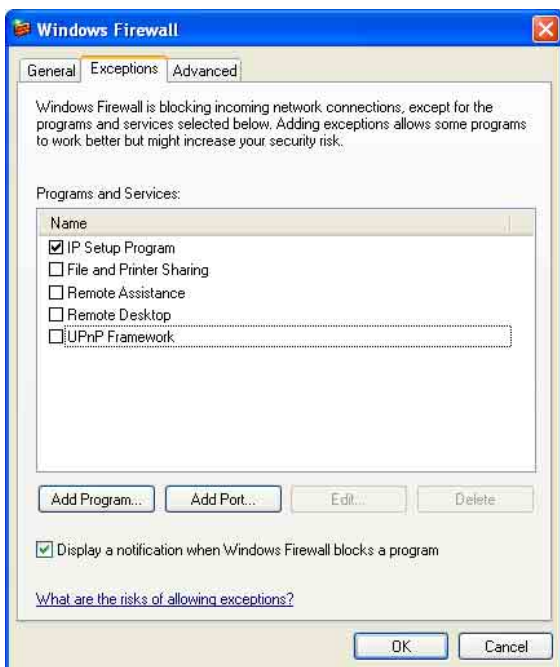 Windows Firewall
General Exceptions Advanced
Windows Firewall is blocking incoming network connections, except for the
programs and services selected below. Adding exceptions allows some programs
to work better but might increase your security risk.
Programs and Services:
Name
IP Setup Program
File and Printer Sharing
Remote Assistance
Remote Desktop
UPnP Framework
Add Program... Add Port... Edit... Delete
Display a notification when Windows Firewall blocks a program
What are the risks of allowing exceptions?
OK Cancel